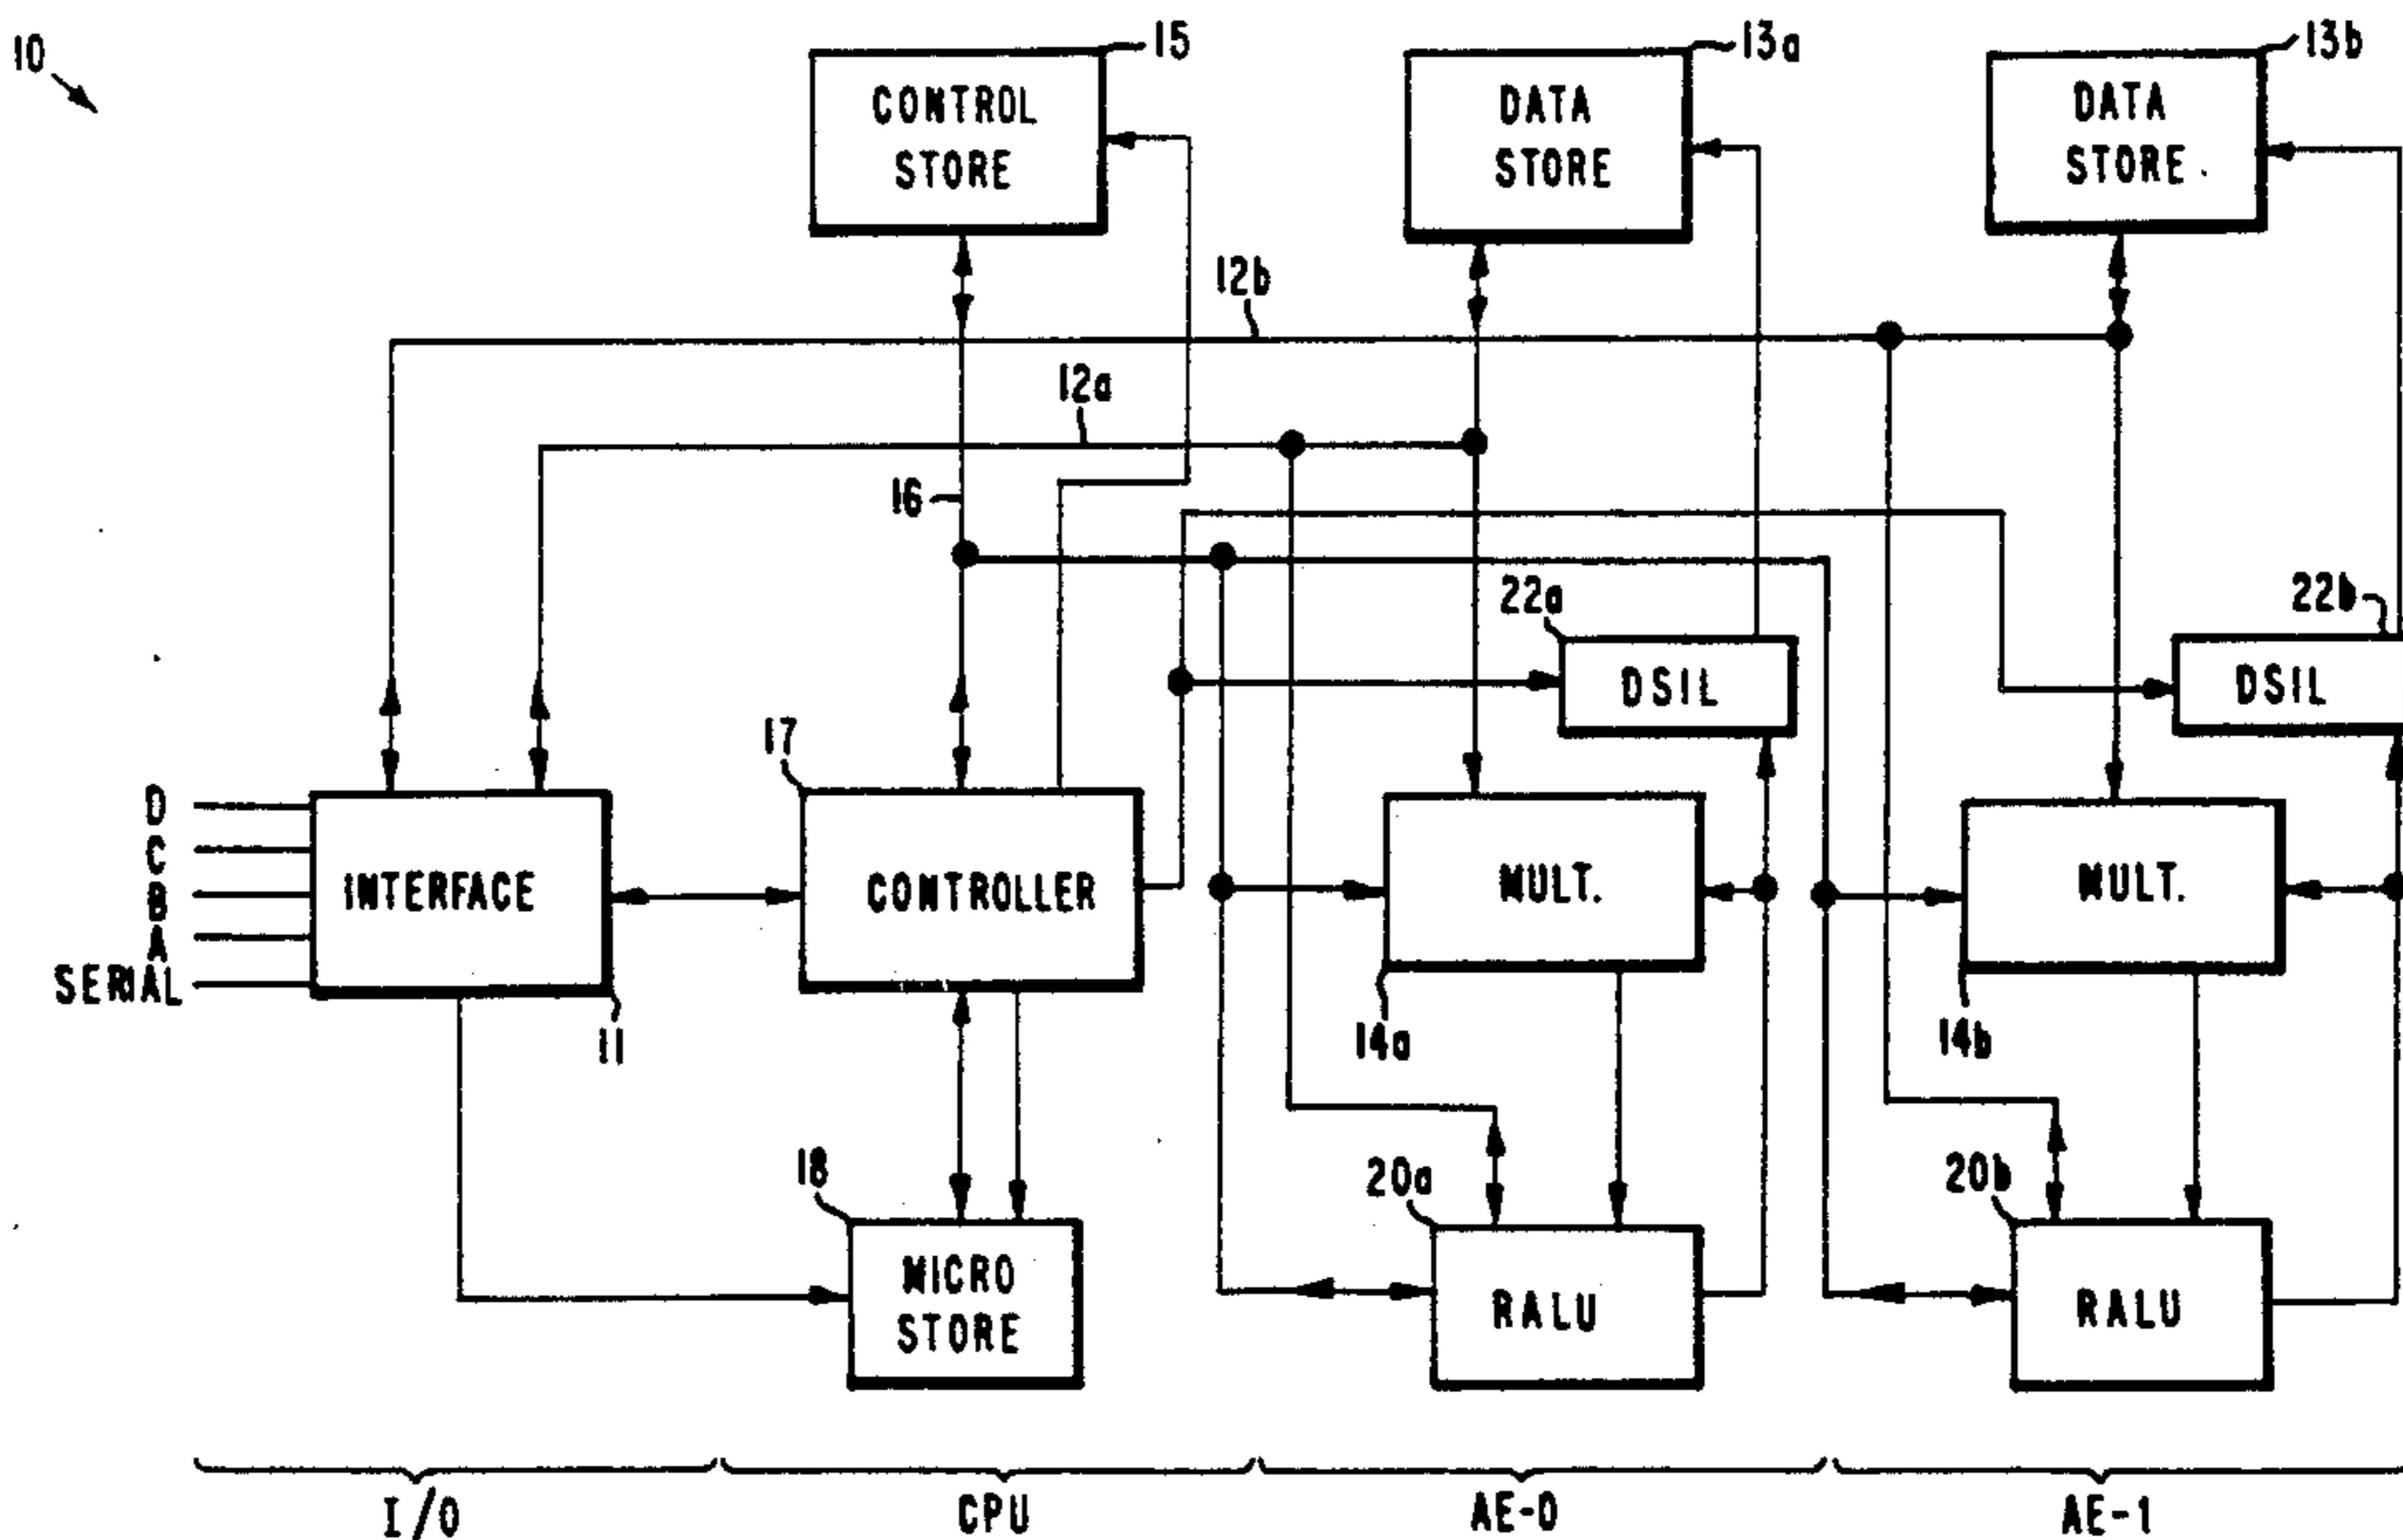 10
15
13a
13b
CONTROL
STORE
DATA
STORE
DATA
STORE
12b
12a
16
22a
22b
DSIL
DSIL
17
D
C
B
A
SERIAL
INTERFACE
CONTROLLER
MULT.
MULT.
11
14a
14b
18
20a
20b
MICRO
STORE
RALU
RALU
I/O
CPU
AE-0
AE-1